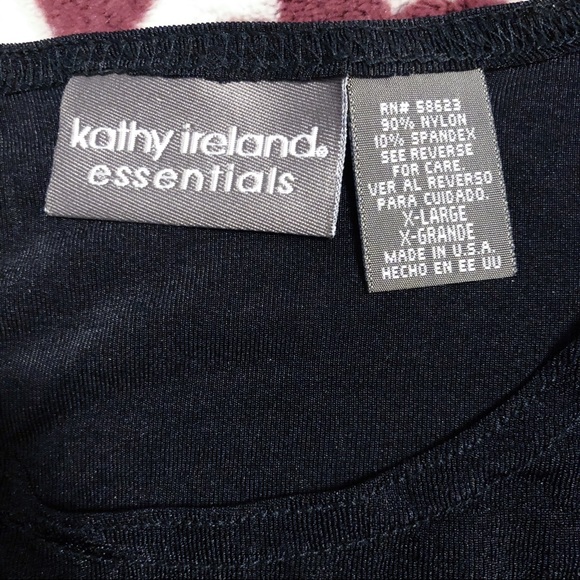 kathy ireland®
essentials
RN# 58623
90% NYLON
10% SPANDEX
SEE REVERSE
FOR CARE
VER AL REVERSO
PARA CUIDADO.
X-LARGE
X-GRANDE
MADE IN U.S.A.
HECHO EN EE UU